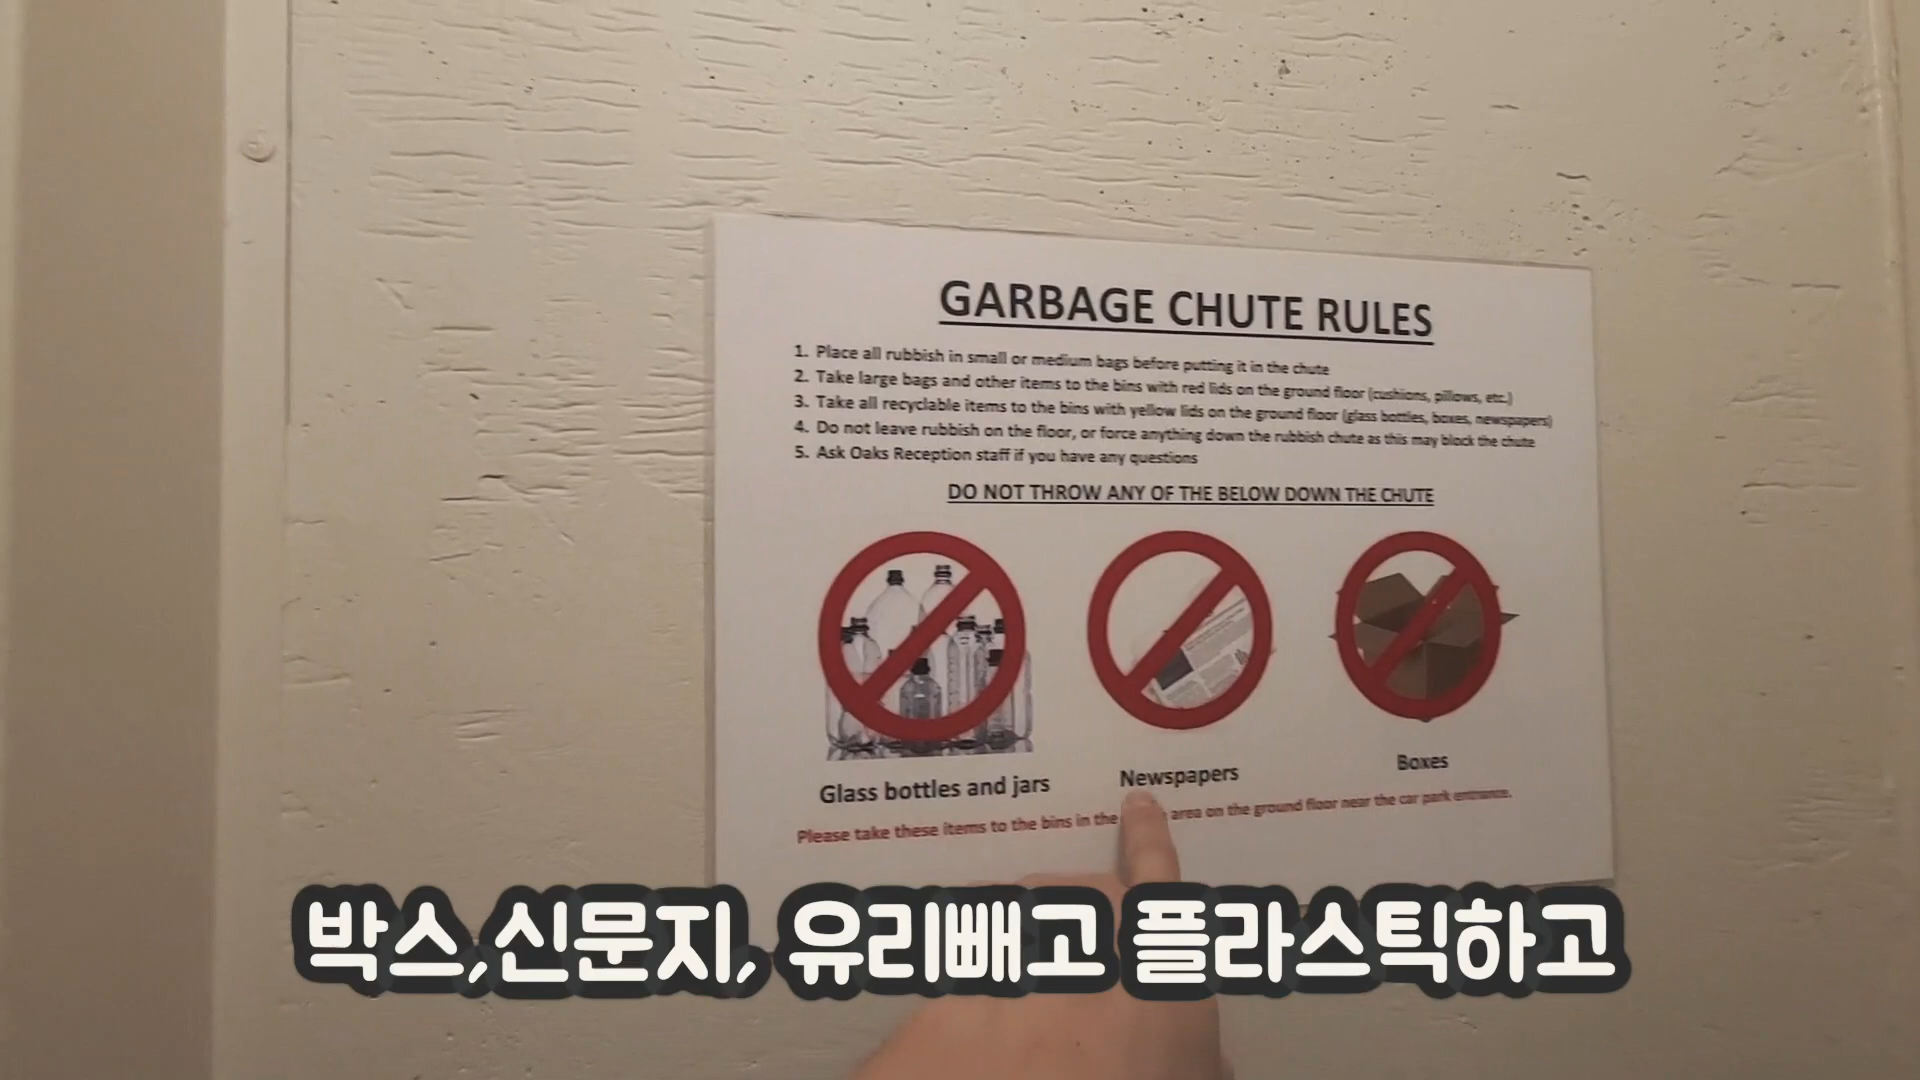 GARBAGE CHUTE RULES
1. Place all rubbish in small or medium bags before putting it in the chute
2. Take large bags and other items to the bins with red lids on the ground floor (cushions, pillows, etc.)
3. Take all recyclable items to the bins with yellow lids on the ground floor (glass bottles, boxes, newspapers)
4. Do not leave rubbish on the floor, or force anything down the rubbish chute as this may block the chute
5. Ask Oaks Reception staff if you have any questions
DO NOT THROW ANY OF THE BELOW DOWN THE CHUTE
Glass bottles and jars
Newspapers
Boxes
Please take these items to the bins in the area on the ground floor near the car park entrance.
박스,신문지, 유리빼고 플라스틱하고